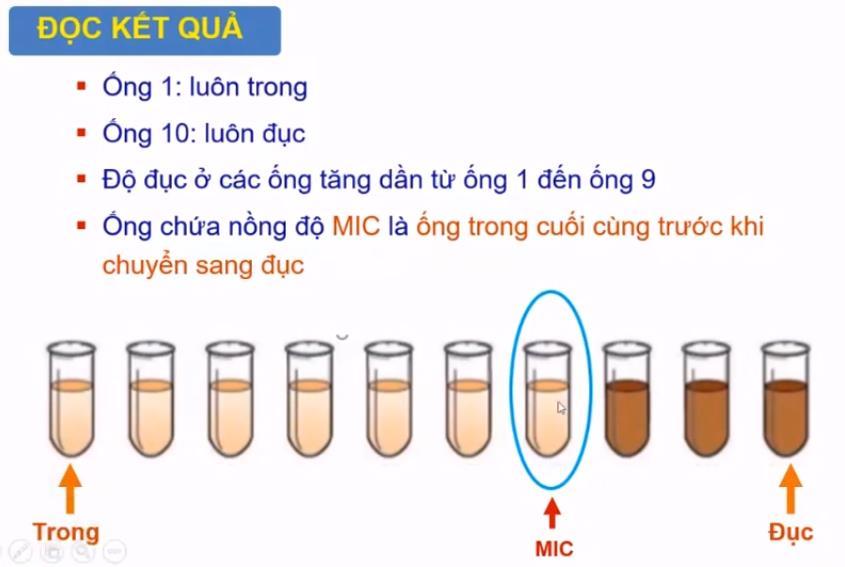 ĐỌC KẾT QUẢ
Ống 1: luôn trong
Ống 10: luôn đục
Độ đục ở các ống tăng dần từ ống 1 đến ống 9
Ống chứa nồng độ MIC là ống trong cuối cùng trước khi
chuyển sang đục
Trong
MIC
Đục